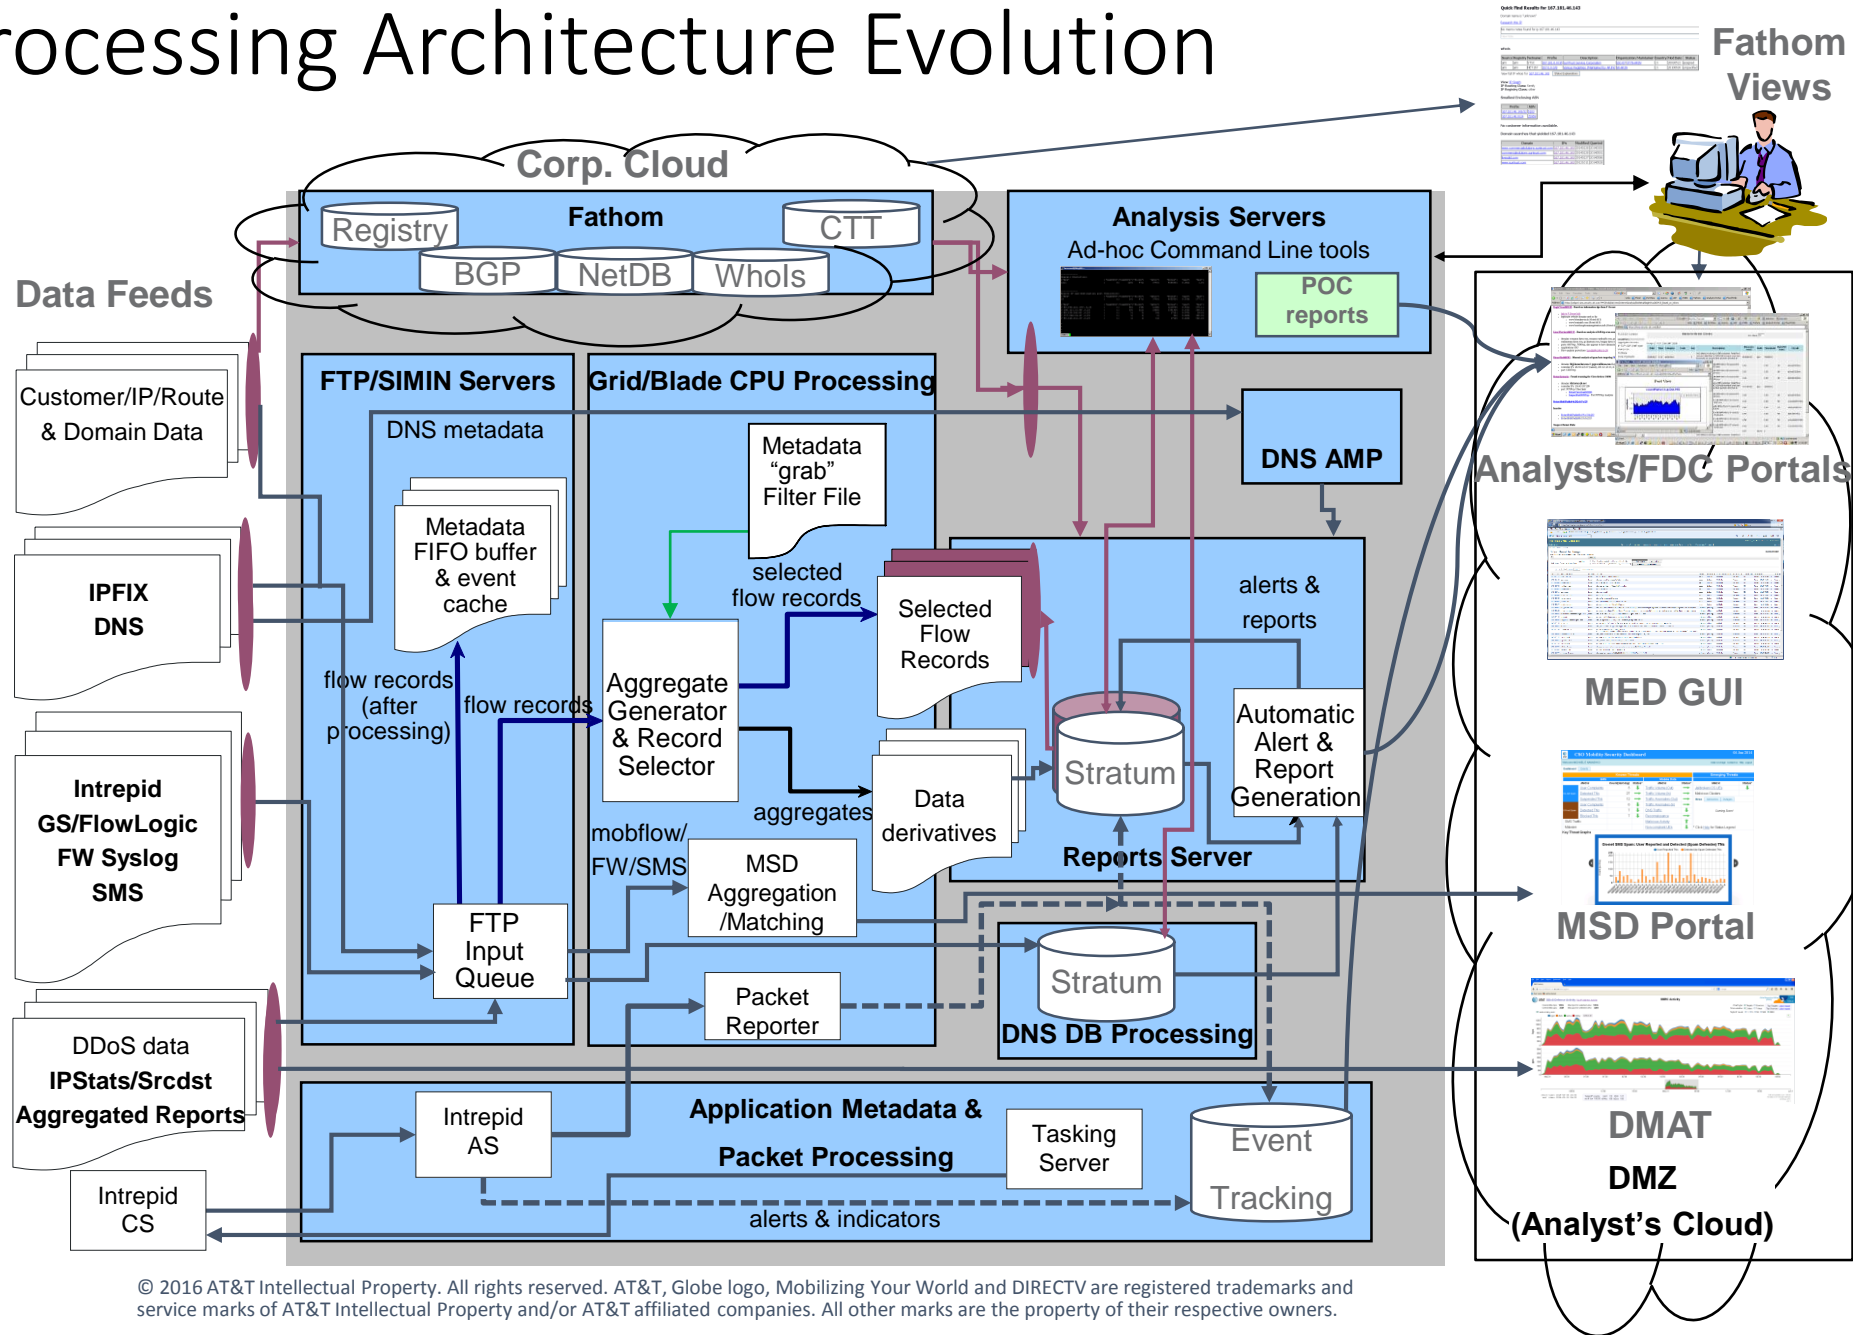 rocessing Architecture Evolution
Quick Find Results for 167.181.46.143
Fathom
Views
Corp. Cloud
Fathom
Registry
CTT
BGP
NetDB
WhoIs
Analysis Servers
Ad-hoc Command Line tools
POC
reports
Data Feeds
Customer/IP/Route
& Domain Data
IPFIX
DNS
Intrepid
GS/FlowLogic
FW Syslog
SMS
DDoS data
IPStats/Srcdst
Aggregated Reports
Intrepid
CS
FTP/SIMIN Servers
DNS metadata
Metadata
FIFO buffer
& event
cache
flow records
(after
processing)
flow records
FTP
Input
Queue
Grid/Blade CPU Processing
Metadata
“grab”
Filter File
selected
flow records
Aggregate
Generator
& Record
Selector
aggregates
mobflow/
FW/SMS
MSD
Aggregation
/Matching
Packet
Reporter
Selected
Flow
Records
Data
derivatives
DNS AMP
alerts &
reports
Stratum
Automatic
Alert &
Report
Generation
Reports Server
Stratum
DNS DB Processing
Application Metadata &
Packet Processing
Intrepid
AS
Tasking
Server
Event
Tracking
alerts & indicators
Analysts/FDC Portals
MED GUI
MSD Portal
DMAT
DMZ
(Analyst's Cloud)
© 2016 AT&T Intellectual Property. All rights reserved. AT&T, Globe logo, Mobilizing Your World and DIRECTV are registered trademarks and
service marks of AT&T Intellectual Property and/or AT&T affiliated companies. All other marks are the property of their respective owners.